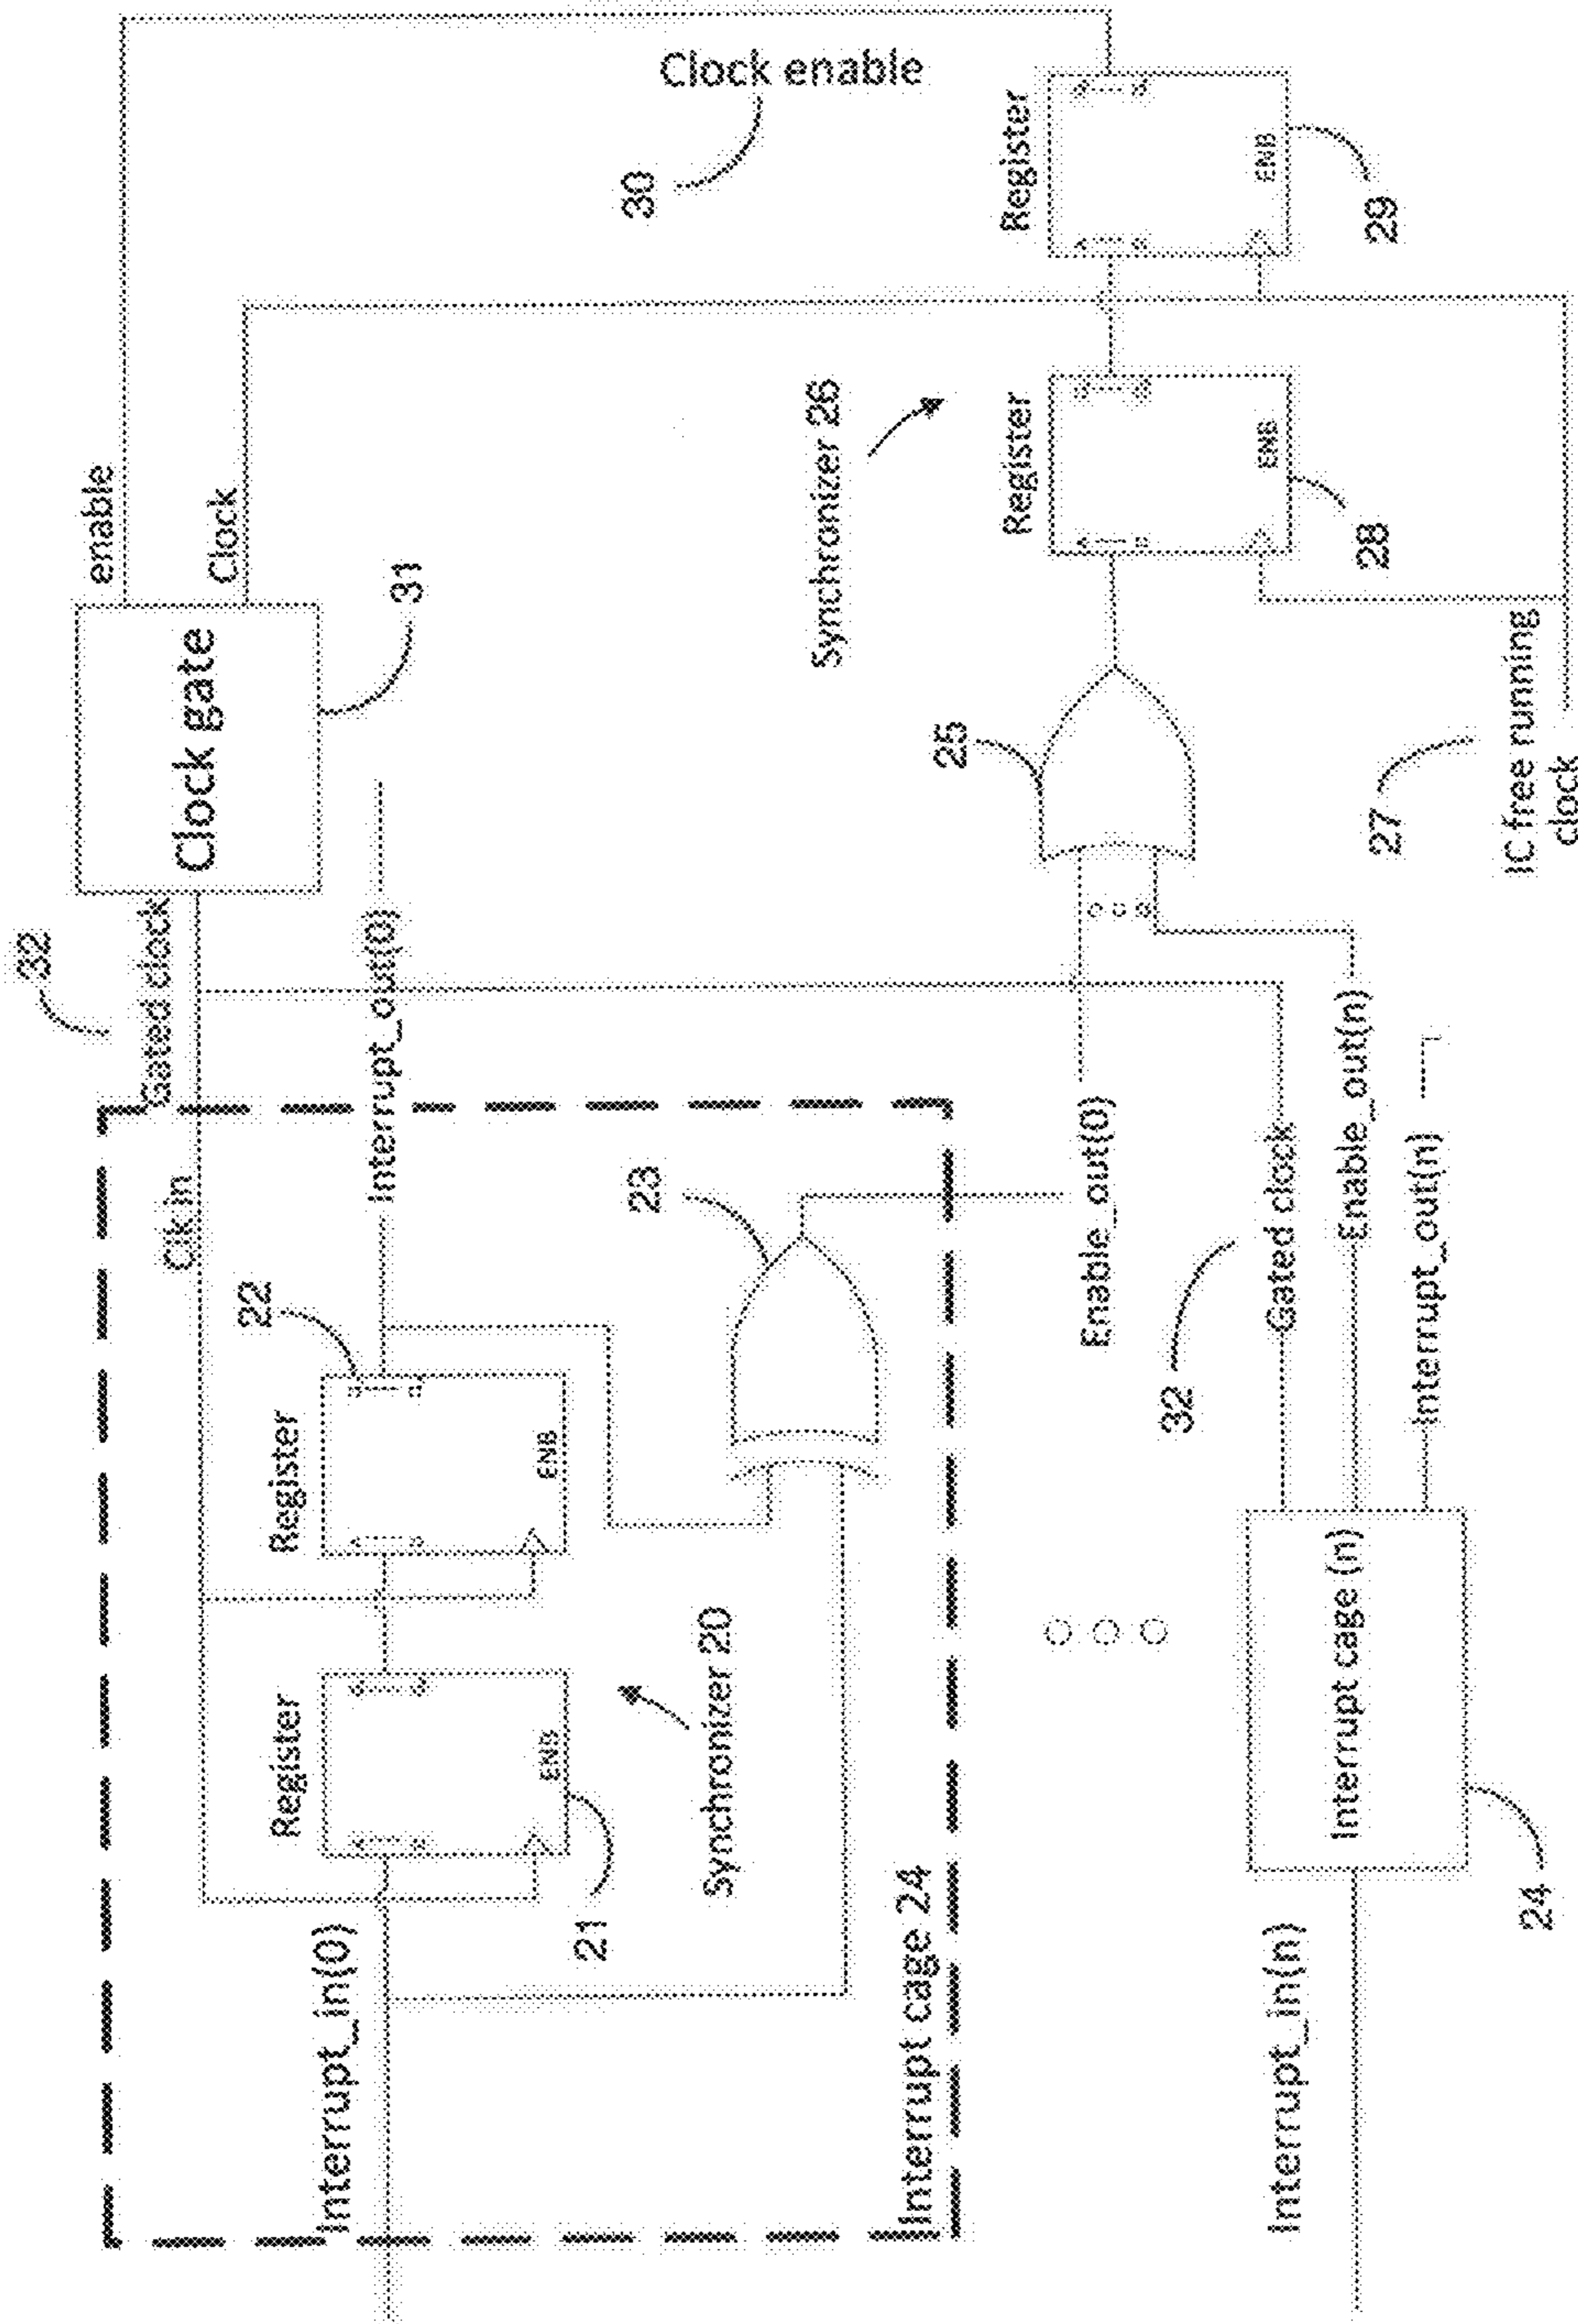 32
Gated clock
Clk in
Clock gate
enable
Clock
31
Interrupt_in(0)
Register
ENB
21
Register
ENB
22
Interrupt_out(0)
Synchronizer 20
23
Interrupt cage 24
Clock enable
30
Enable_out(0)
25
Synchronizer 26
Register
ENB
28
Register
ENB
29
32
Gated clock
Interrupt_in(n)
Interrupt cage (n)
24
Enable_out(n)
Interrupt_out(n)
27
IC free running
clock